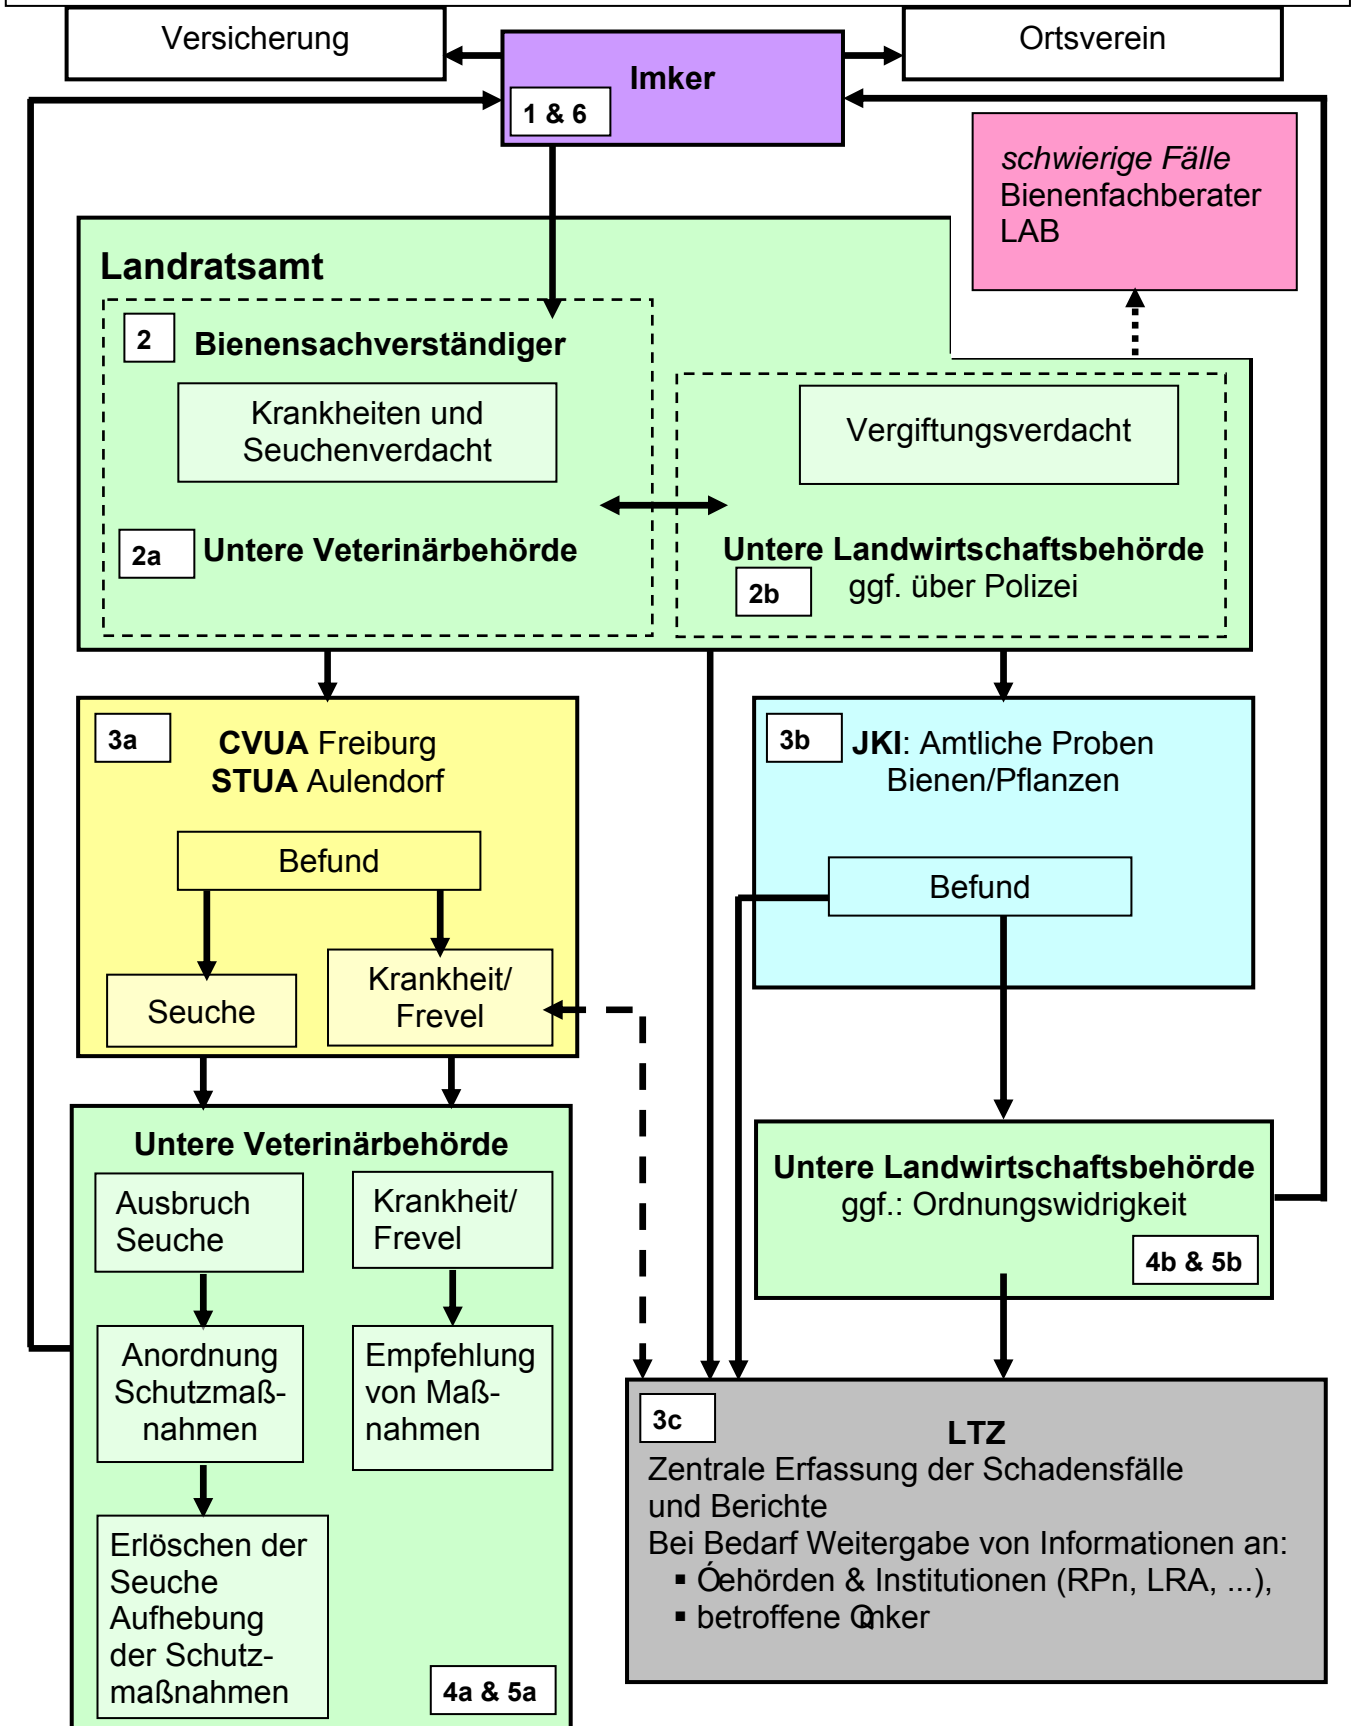 Versicherung
Imker
1 & 6
Ortsverein
schwierige Fälle
Bienenfachberater
LAB
Landratsamt
2
Bienensachverständiger
Krankheiten und
Seuchenverdacht
2a
Untere Veterinärbehörde
Vergiftungsverdacht
Untere Landwirtschaftsbehörde
2b
ggf. über Polizei
3a
CVUA Freiburg
STUA Aulendorf
Befund
Seuche
Krankheit/
Frevel
3b
JKI: Amtliche Proben
Bienen/Pflanzen
Befund
Untere Veterinärbehörde
Ausbruch
Seuche
Krankheit/
Frevel
Anordnung
Schutzmaß-
nahmen
Empfehlung
von Maß-
nahmen
Erlöschen der
Seuche
Aufhebung
der Schutz-
maßnahmen
4a & 5a
Untere Landwirtschaftsbehörde
ggf.: Ordnungswidrigkeit
4b & 5b
3c
LTZ
Zentrale Erfassung der Schadensfälle
und Berichte
Bei Bedarf Weitergabe von Informationen an:
▪ Óehörden & Institutionen (RPn, LRA, ...),
▪ betroffene